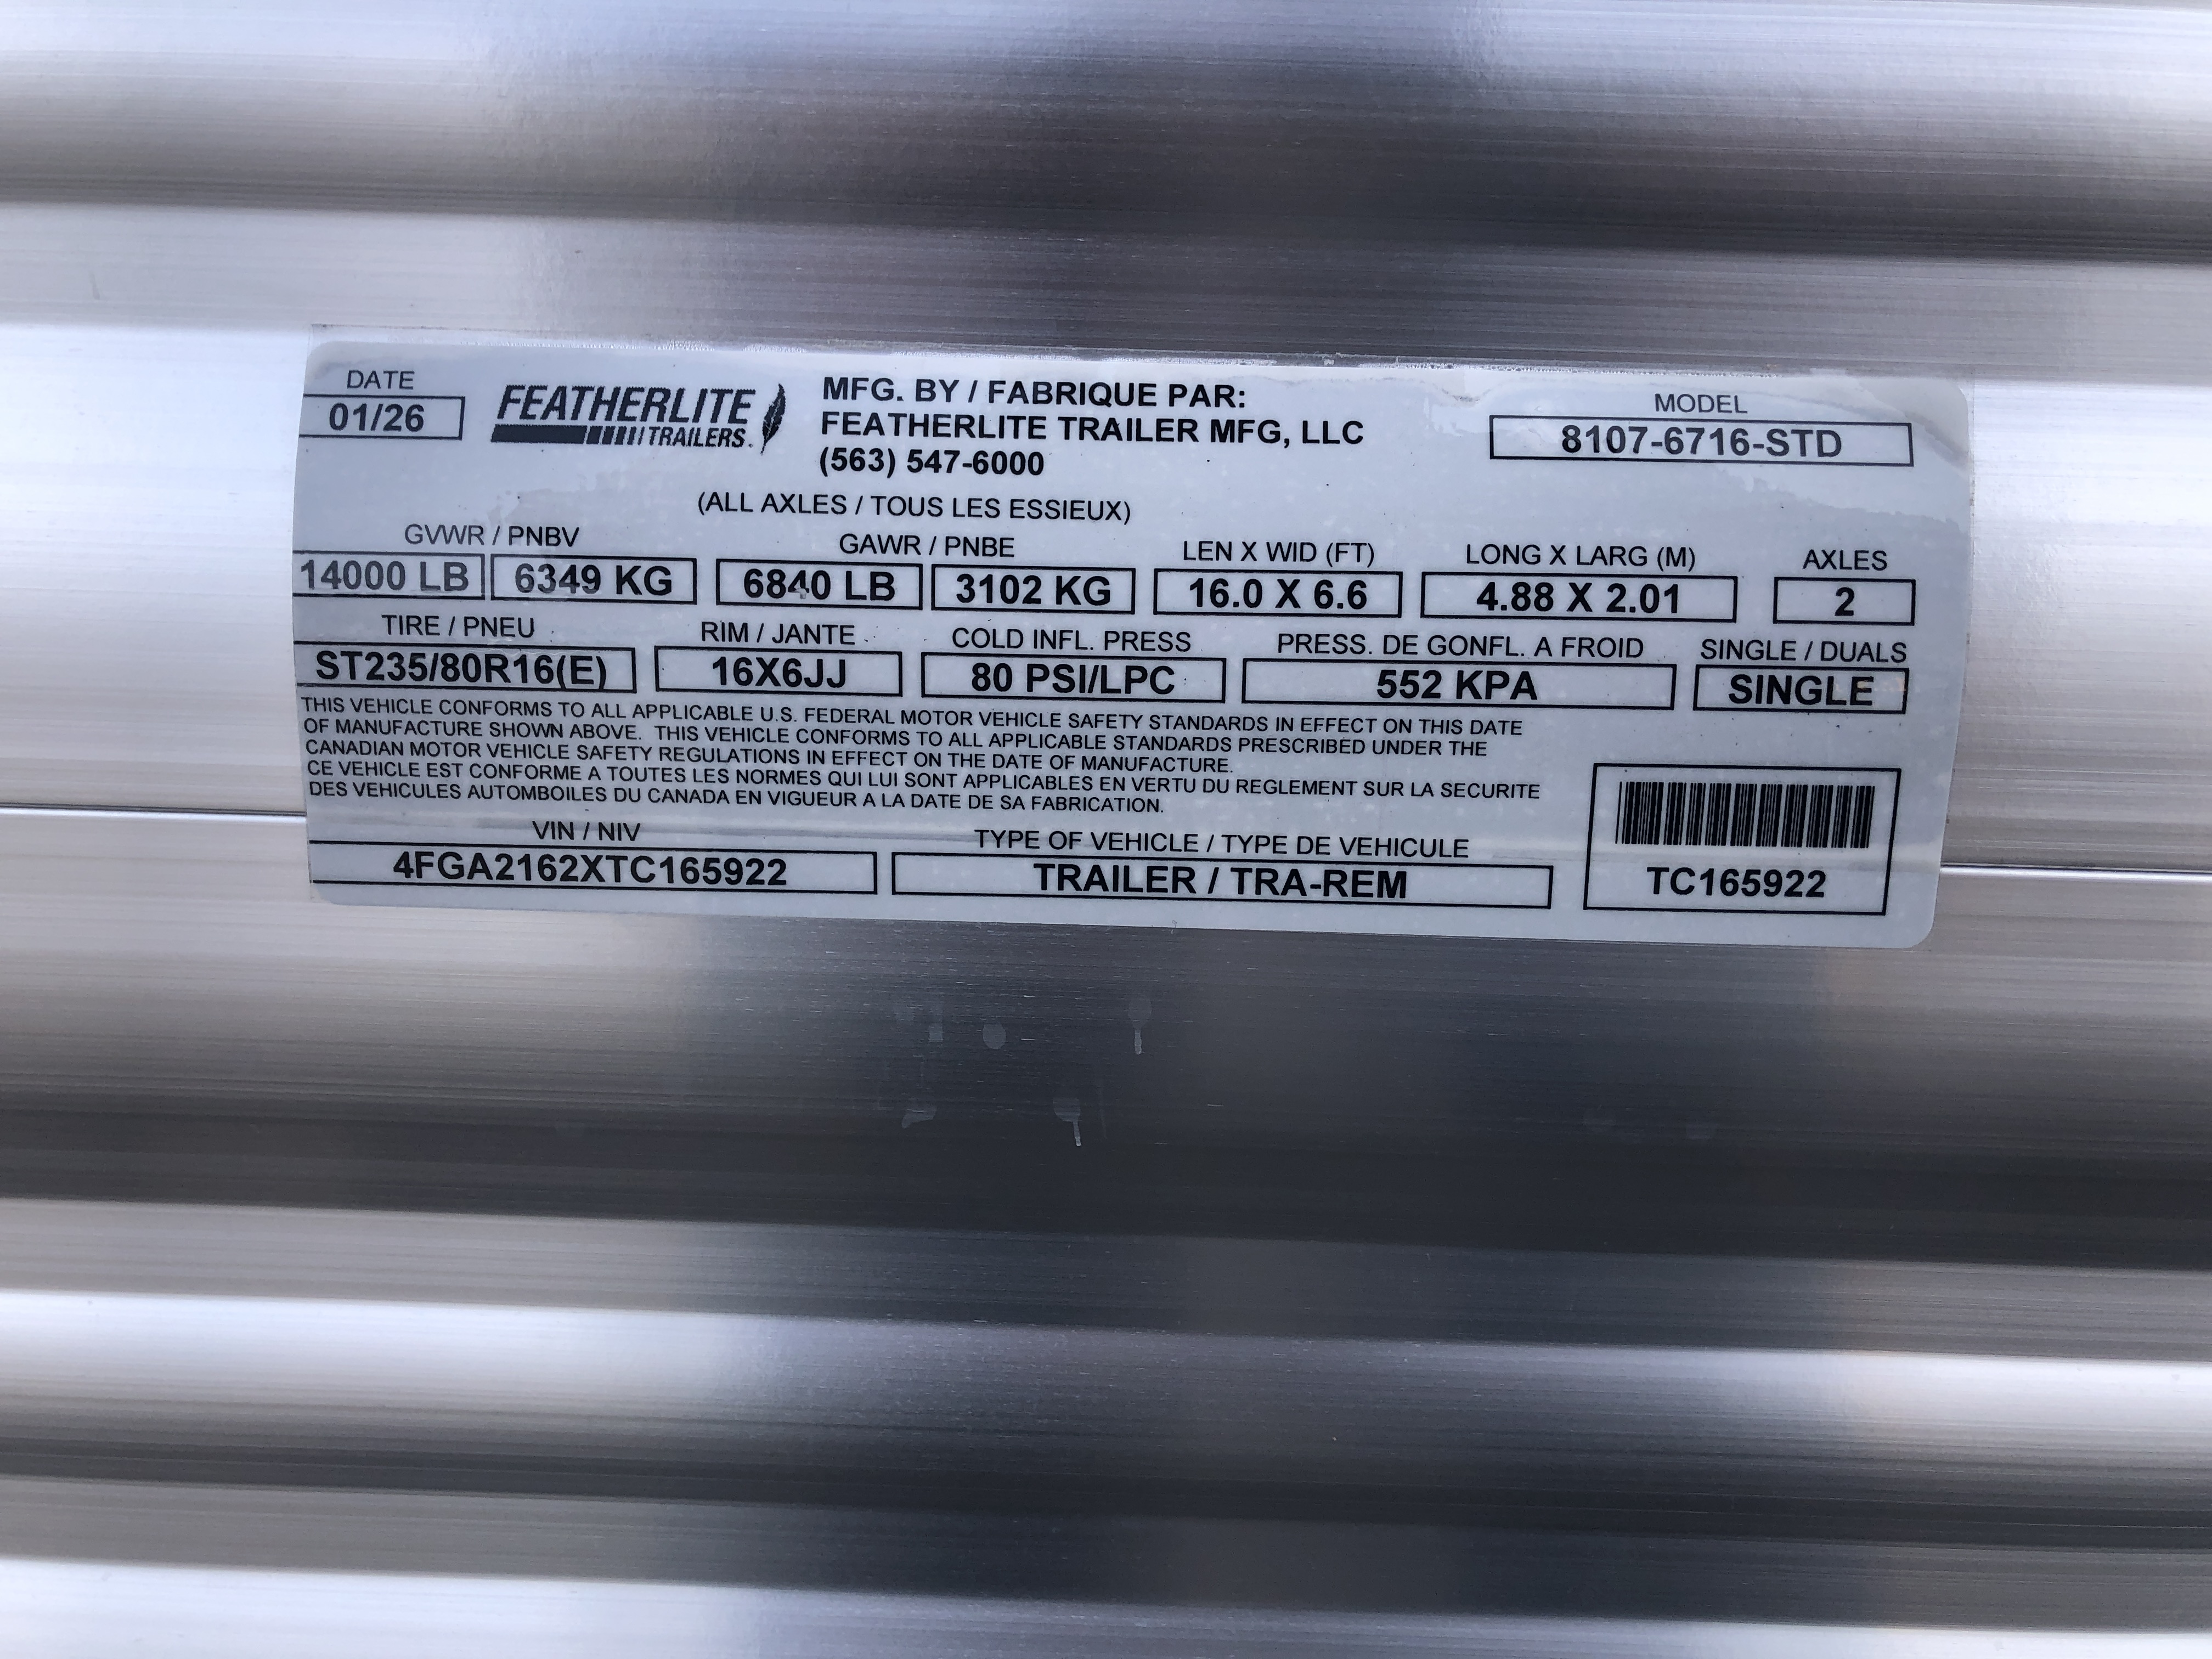 DATE
01/26
FEATHERLITE
TRAILERS
MFG. BY / FABRIQUE PAR:
FEATHERLITE TRAILER MFG, LLC
(563) 547-6000
MODEL
8107-6716-STD
(ALL AXLES / TOUS LES ESSIEUX)
GVWR / PNBV
14000 LB 6349 KG
GAWR / PNBE
6840 LB 3102 KG
LEN X WID (FT)
16.0 X 6.6
LONG X LARG (M)
4.88 X 2.01
AXLES
2
TIRE / PNEU
ST235/80R16(E)
RIM / JANTE
16X6JJ
COLD INFL. PRESS
80 PSI/LPC
PRESS. DE GONFL. A FROID
552 KPA
SINGLE / DUALS
SINGLE
THIS VEHICLE CONFORMS TO ALL APPLICABLE U.S. FEDERAL MOTOR VEHICLE SAFETY STANDARDS IN EFFECT ON THIS DATE
OF MANUFACTURE SHOWN ABOVE. THIS VEHICLE CONFORMS TO ALL APPLICABLE STANDARDS PRESCRIBED UNDER THE
CANADIAN MOTOR VEHICLE SAFETY REGULATIONS IN EFFECT ON THE DATE OF MANUFACTURE.
CE VEHICLE EST CONFORME A TOUTES LES NORMES QUI LUI SONT APPLICABLES EN VERTU DU REGLEMENT SUR LA SECURITE
DES VEHICULES AUTOMBOILES DU CANADA EN VIGUEUR A LA DATE DE SA FABRICATION.
VIN / NIV
4FGA2162XTC165922
TYPE OF VEHICLE / TYPE DE VEHICULE
TRAILER / TRA-REM
TC165922